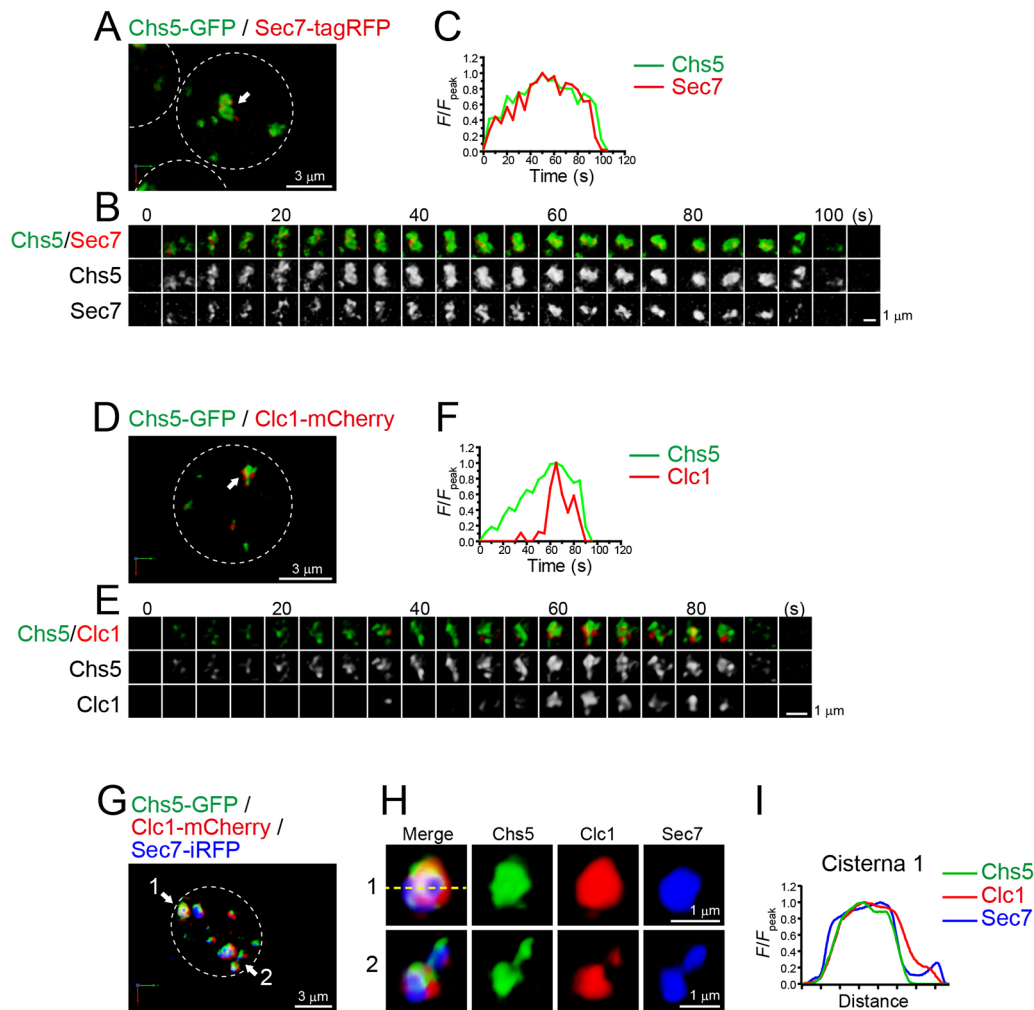 A Chs5-GFP / Sec7-tagRFP
3 µm
C
F/Fpeak
1.2
1.0
0.8
0.6
0.4
0.2
0.0
0 20 40 60 80 100 120
Time (s)
Chs5
Sec7
B
0 20 40 60 80 100 (s)
Chs5/Sec7
Chs5
Sec7
1 µm
D Chs5-GFP / Clc1-mCherry
3 µm
F
F/Fpeak
1.2
1.0
0.8
0.6
0.4
0.2
0.0
0 20 40 60 80 100 120
Time (s)
Chs5
Clc1
E
0 20 40 60 80 (s)
Chs5/Clc1
Chs5
Clc1
1 µm
G Chs5-GFP /
Clc1-mCherry /
Sec7-iRFP
1
2
3 µm
H
Merge Chs5 Clc1 Sec7
1
1 µm
2
1 µm
I
Cisterna 1
F/Fpeak
1.2
1.0
0.8
0.6
0.4
0.2
0.0
Distance
Chs5
Clc1
Sec7